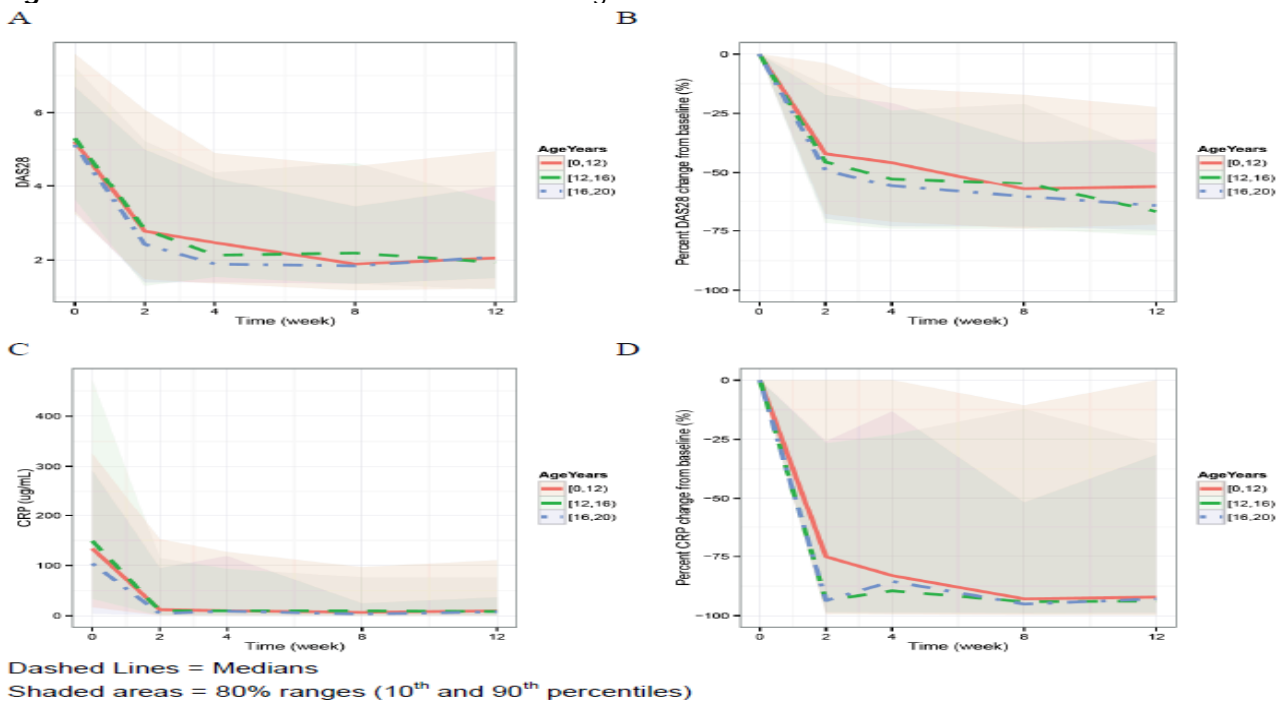 A
DAS28
6
4
2
0 2 4 8 12
Time (week)
AgeYears
[0,12)
[12,16)
[16,20)
B
Percent DAS28 change from baseline (%)
0
−25
−50
−75
−100
0 2 4 8 12
Time (week)
AgeYears
[0,12)
[12,16)
[16,20)
C
CRP (ug/mL)
400
300
200
100
0
0 2 4 8 12
Time (week)
AgeYears
[0,12)
[12,16)
[16,20)
D
Percent CRP change from baseline (%)
0
−25
−50
−75
−100
0 2 4 8 12
Time (week)
AgeYears
[0,12)
[12,16)
[16,20)
Dashed Lines = Medians
Shaded areas = 80% ranges (10th and 90th percentiles)